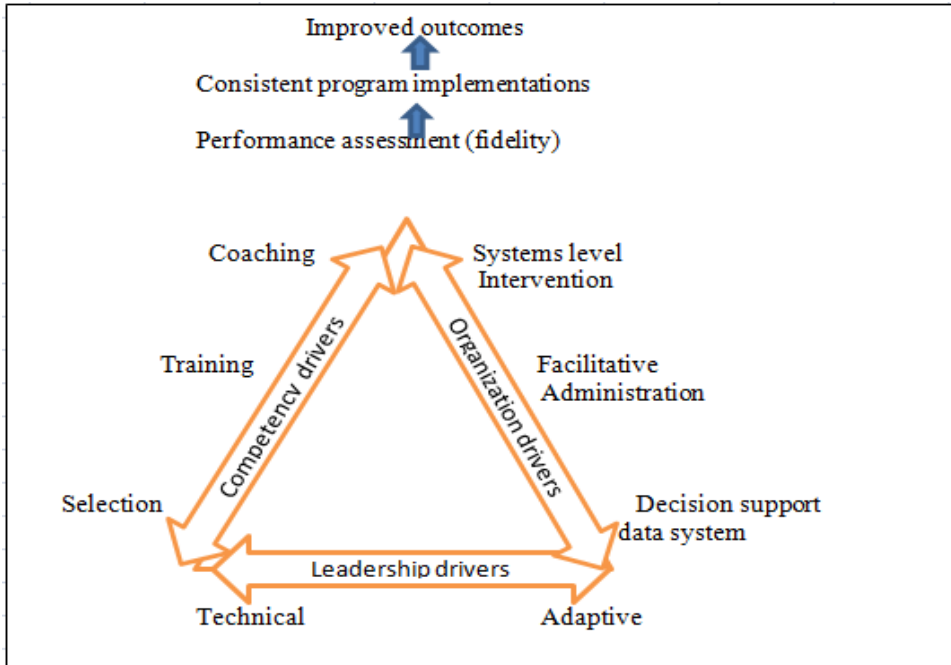 Improved outcomes
Consistent program implementations
Performance assessment (fidelity)
Coaching
Systems level
Intervention
Competency drivers
Organization drivers
Training
Facilitative
Administration
Selection
Decision support
data system
Leadership drivers
Technical
Adaptive